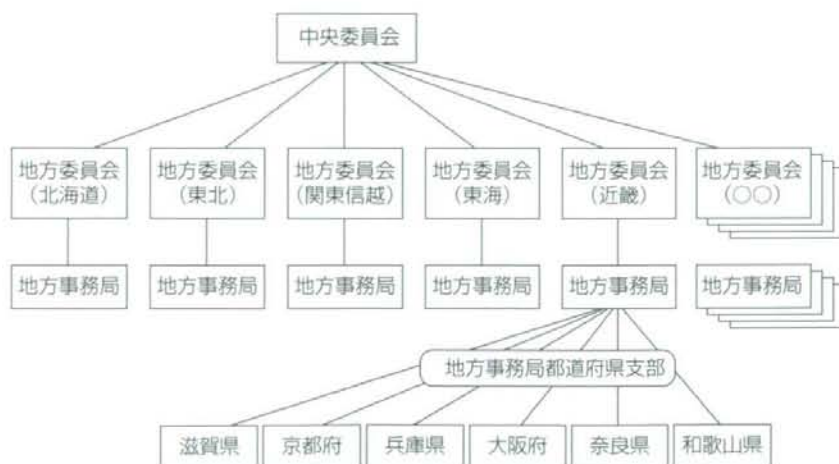 中央委員会
地方委員会
(北海道)
地方委員会
(東北)
地方委員会
(関東信越)
地方委員会
(東海)
地方委員会
(近畿)
地方委員会
(○○)
地方事務局
地方事務局
地方事務局
地方事務局
地方事務局
地方事務局
地方事務局都道府県支部
滋賀県
京都府
兵庫県
大阪府
奈良県
和歌山県